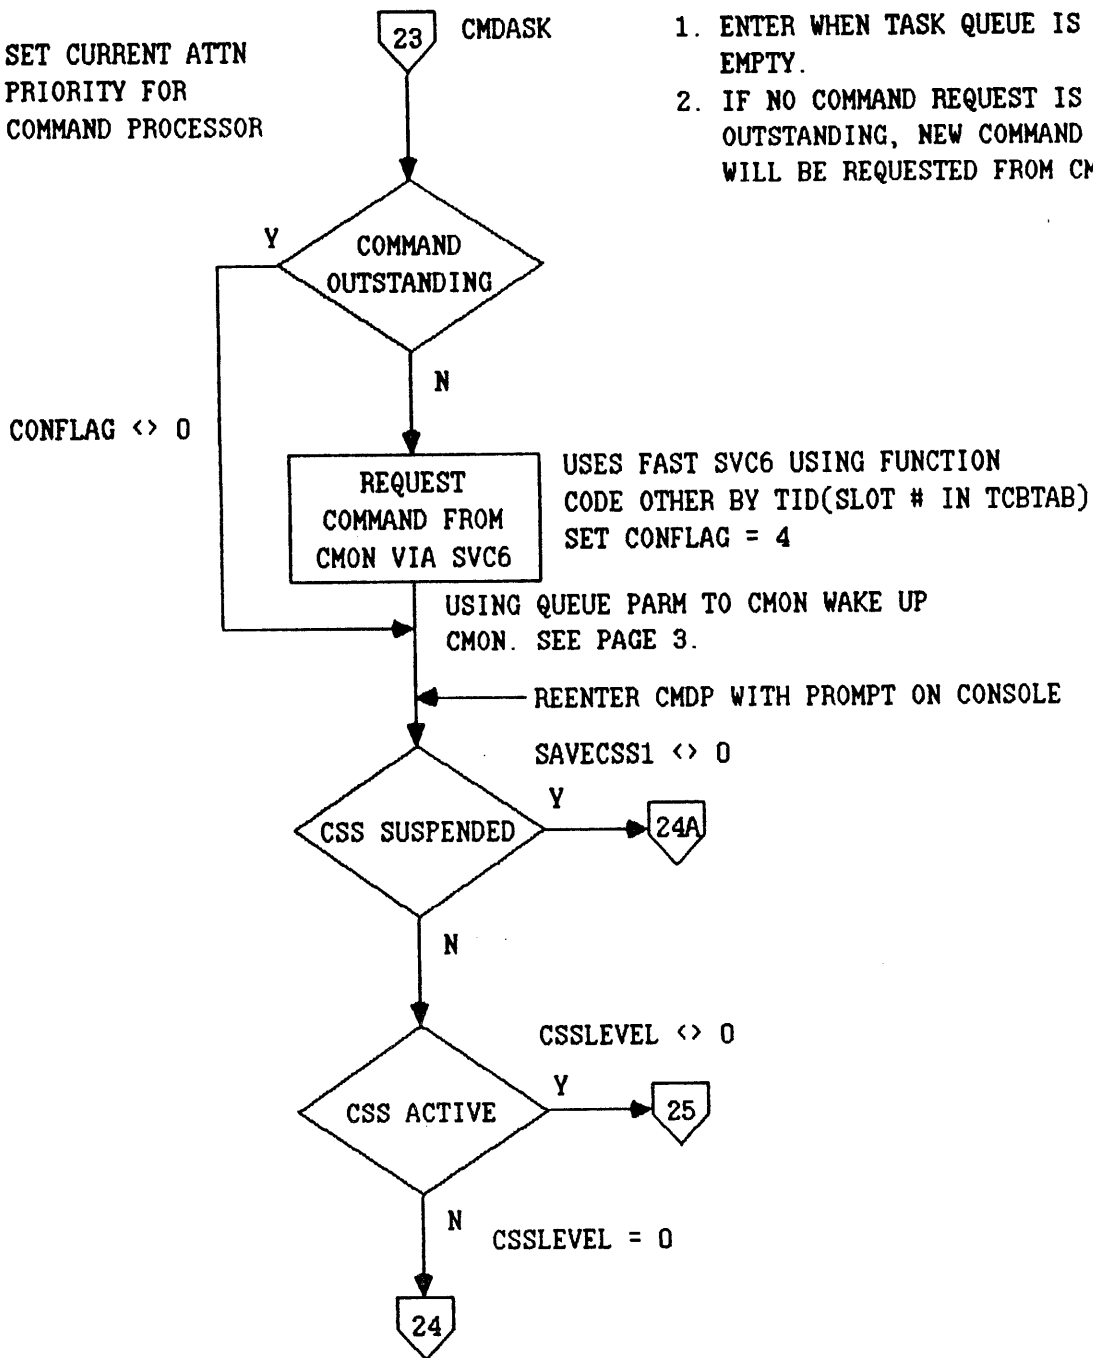 23
CMDASK
SET CURRENT ATTN
PRIORITY FOR
COMMAND PROCESSOR
1. ENTER WHEN TASK QUEUE IS
EMPTY.
2. IF NO COMMAND REQUEST IS
OUTSTANDING, NEW COMMAND
WILL BE REQUESTED FROM
Y
COMMAND
OUTSTANDING
N
CONFLAG <> 0
REQUEST
COMMAND FROM
CMON VIA SVC6
USES FAST SVC6 USING FUNCTION
CODE OTHER BY TID(SLOT # IN TCBTAB)
SET CONFLAG = 4
USING QUEUE PARM TO CMON WAKE UP
CMON. SEE PAGE 3.
REENTER CMDP WITH PROMPT ON CONSOLE
SAVECSS1 <> 0
Y
CSS SUSPENDED
24A
N
CSSLEVEL <> 0
Y
CSS ACTIVE
25
N
CSSLEVEL = 0
24